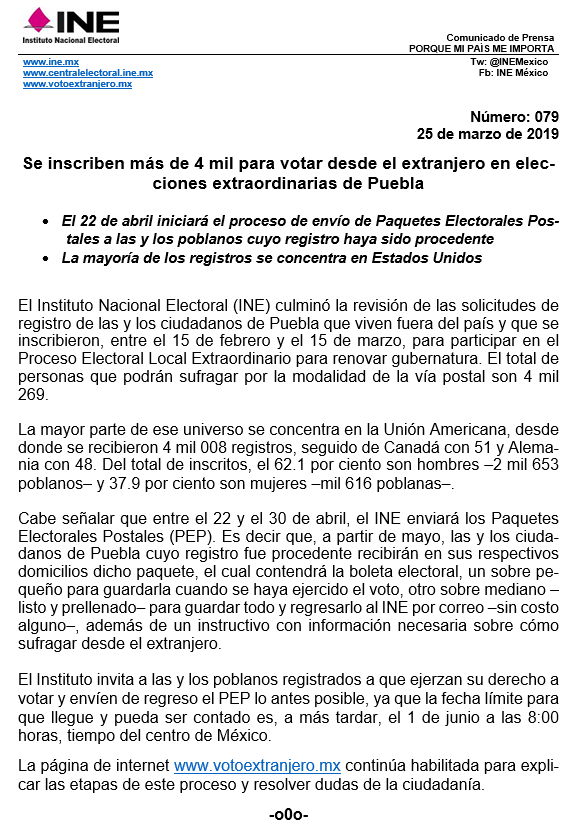 INE
Instituto Nacional Electoral
Comunicado de Prensa
PORQUE MI PAÍS ME IMPORTA
www.ine.mx
Tw: @INEMexico
www.centralelectoral.ine.mx
Fb: INE México
www.votoextranjero.mx
Número: 079
25 de marzo de 2019
Se inscriben más de 4 mil para votar desde el extranjero en elec-
ciones extraordinarias de Puebla
• El 22 de abril iniciará el proceso de envío de Paquetes Electorales Pos-
tales a las y los poblanos cuyo registro haya sido procedente
• La mayoría de los registros se concentra en Estados Unidos
El Instituto Nacional Electoral (INE) culminó la revisión de las solicitudes de
registro de las y los ciudadanos de Puebla que viven fuera del país y que se
inscribieron, entre el 15 de febrero y el 15 de marzo, para participar en el
Proceso Electoral Local Extraordinario para renovar gubernatura. El total de
personas que podrán sufragar por la modalidad de la vía postal son 4 mil
269.
La mayor parte de ese universo se concentra en la Unión Americana, desde
donde se recibieron 4 mil 008 registros, seguido de Canadá con 51 y Alema-
nia con 48. Del total de inscritos, el 62.1 por ciento son hombres –2 mil 653
poblanos– y 37.9 por ciento son mujeres –mil 616 poblanas–.
Cabe señalar que entre el 22 y el 30 de abril, el INE enviará los Paquetes
Electorales Postales (PEP). Es decir que, a partir de mayo, las y los ciuda-
danos de Puebla cuyo registro fue procedente recibirán en sus respectivos
domicilios dicho paquete, el cual contendrá la boleta electoral, un sobre pe-
queño para guardarla cuando se haya ejercido el voto, otro sobre mediano –
listo y prellenado– para guardar todo y regresarlo al INE por correo –sin costo
alguno–, además de un instructivo con información necesaria sobre cómo
sufragar desde el extranjero.
El Instituto invita a las y los poblanos registrados a que ejerzan su derecho a
votar y envíen de regreso el PEP lo antes posible, ya que la fecha límite para
que llegue y pueda ser contado es, a más tardar, el 1 de junio a las 8:00
horas, tiempo del centro de México.
La página de internet www.votoextranjero.mx continúa habilitada para expli-
car las etapas de este proceso y resolver dudas de la ciudadanía.
-o0o-